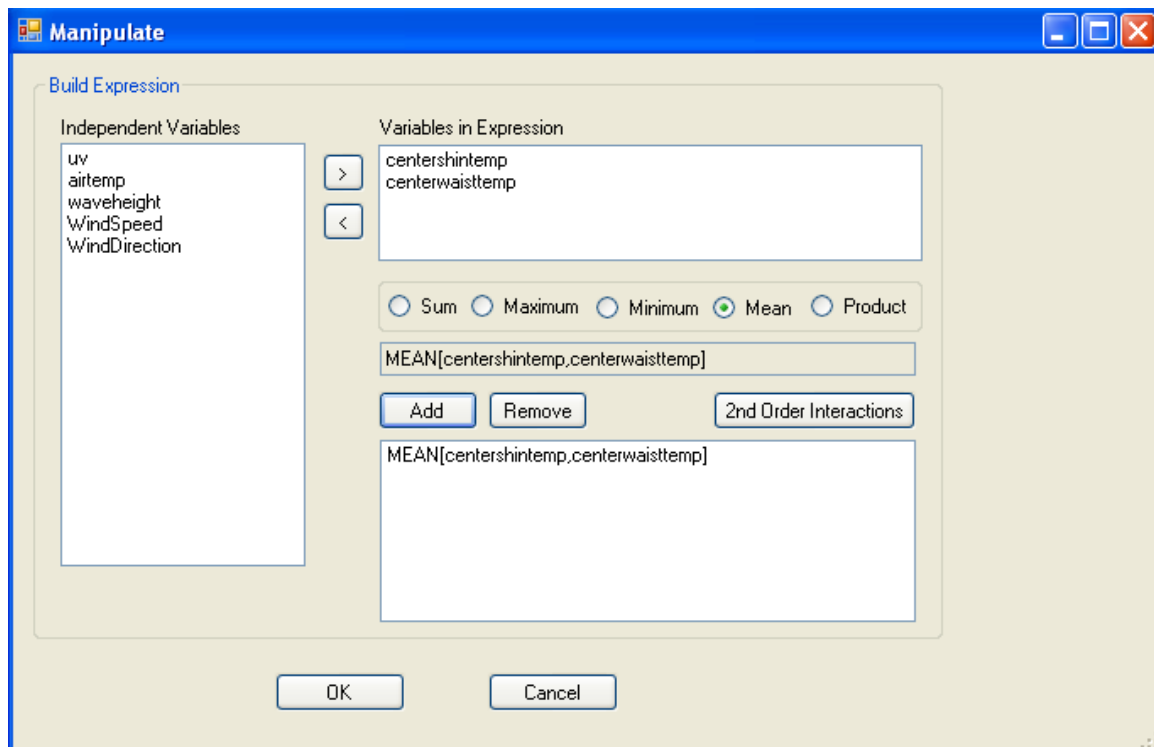 Manipulate
Build Expression
Independent Variables
uv
airtemp
waveheight
WindSpeed
WindDirection
>
<
Variables in Expression
centershintemp
centerwaisttemp
Sum Maximum Minimum Mean Product
MEAN[centershintemp,centerwaisttemp]
Add Remove 2nd Order Interactions
MEAN[centershintemp,centerwaisttemp]
OK Cancel